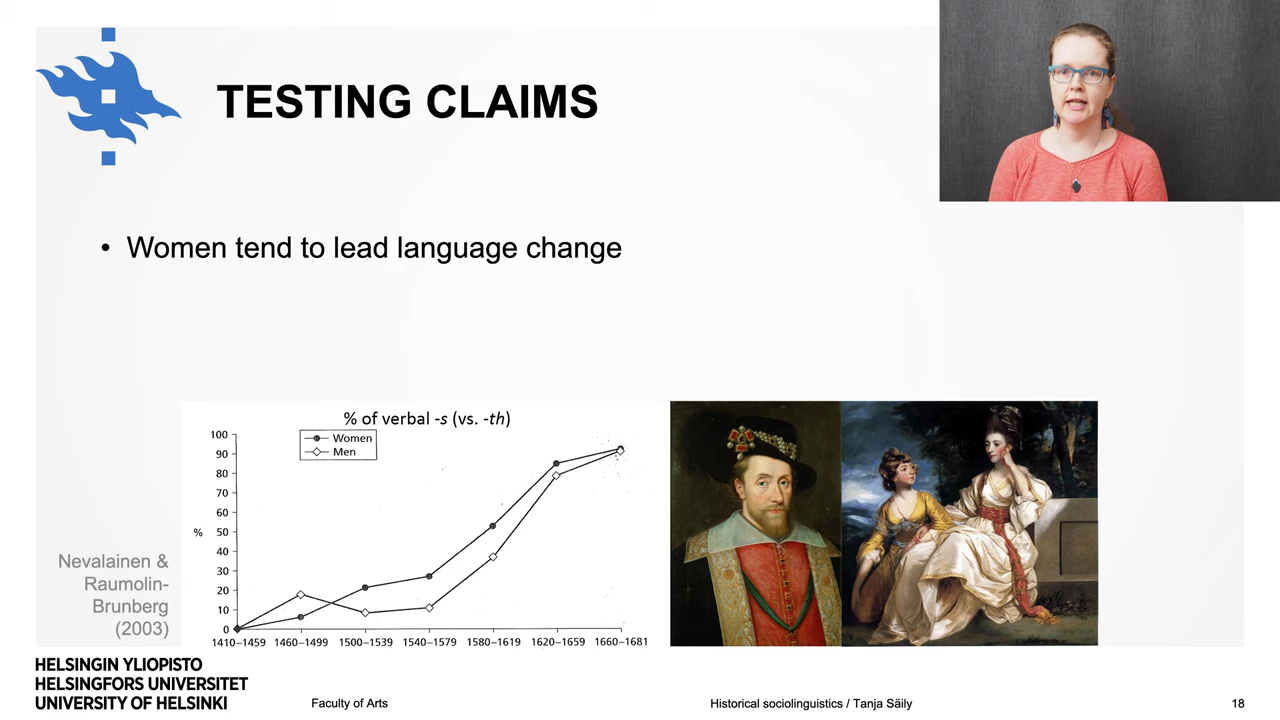 TESTING CLAIMS
• Women tend to lead language change
% of verbal -s (vs. -th)
Women
Men
100
90
80
70
60
50
40
30
20
10
0
%
1410–1459 1460–1499 1500–1539 1540–1579 1580–1619 1620–1659 1660–1681
Nevalainen &
Raumolin-
Brunberg
(2003)
HELSINGIN YLIOPISTO
HELSINGFORS UNIVERSITET
UNIVERSITY OF HELSINKI
Faculty of Arts
Historical sociolinguistics / Tanja Säily
18